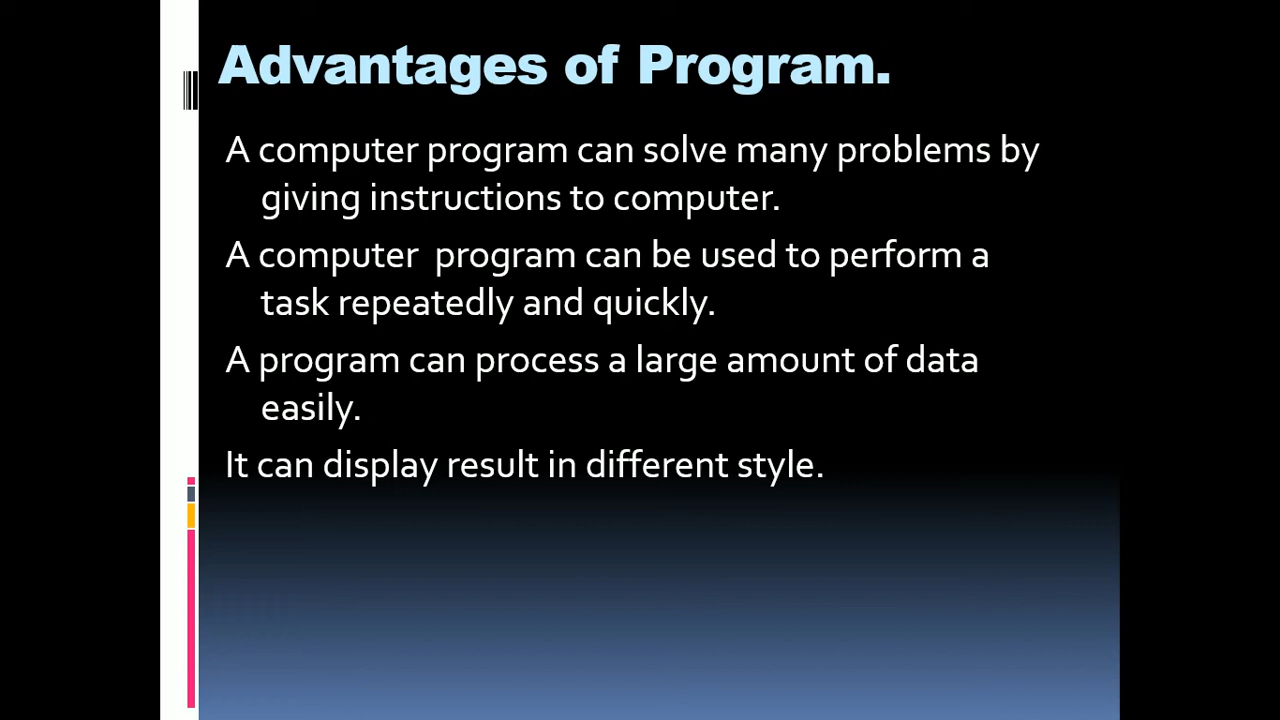 Advantages of Program.
A computer program can solve many problems by
giving instructions to computer.
A computer  program can be used to perform a
task repeatedly and quickly.
A program can process a large amount of data
easily.
It can display result in different style.